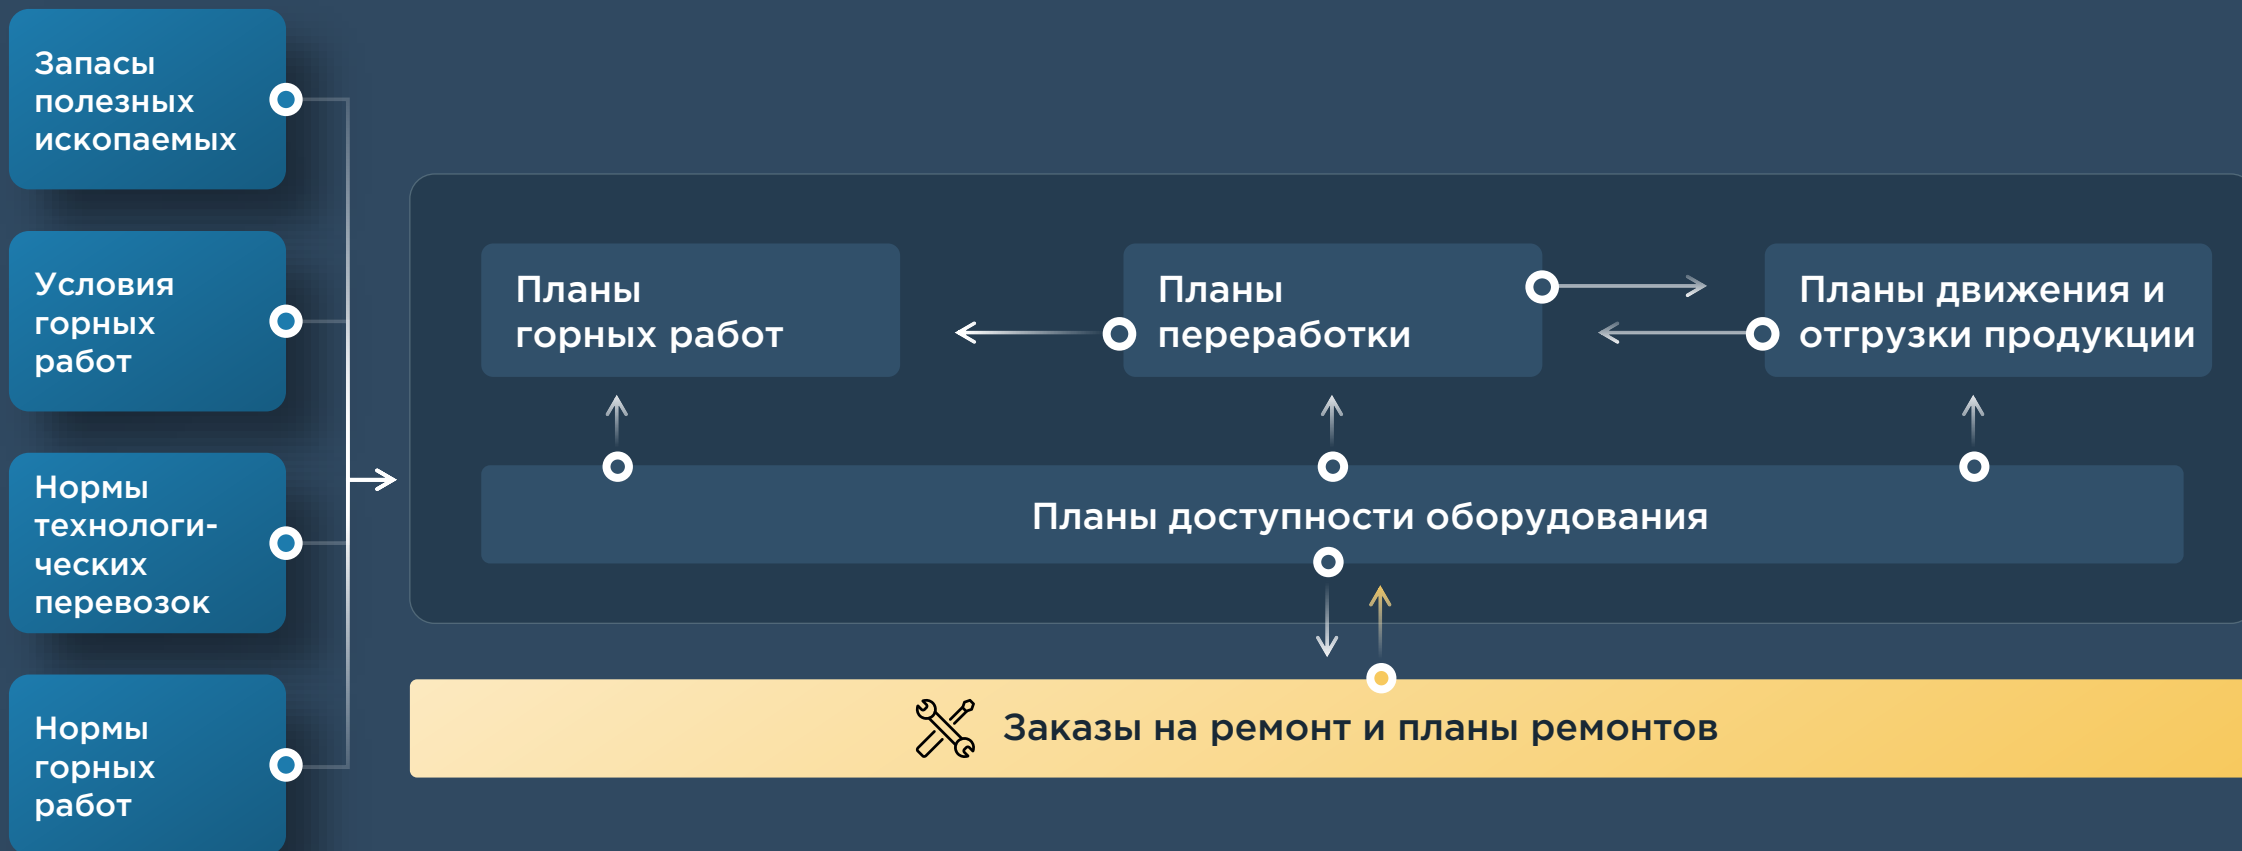 Запасы
полезных
ископаемых
Условия
горных
работ
Нормы
технологи-
ческих
перевозок
Нормы
горных
работ
Планы
горных работ
Планы
переработки
Планы движения и
отгрузки продукции
Планы доступности оборудования
Заказы на ремонт и планы ремонтов